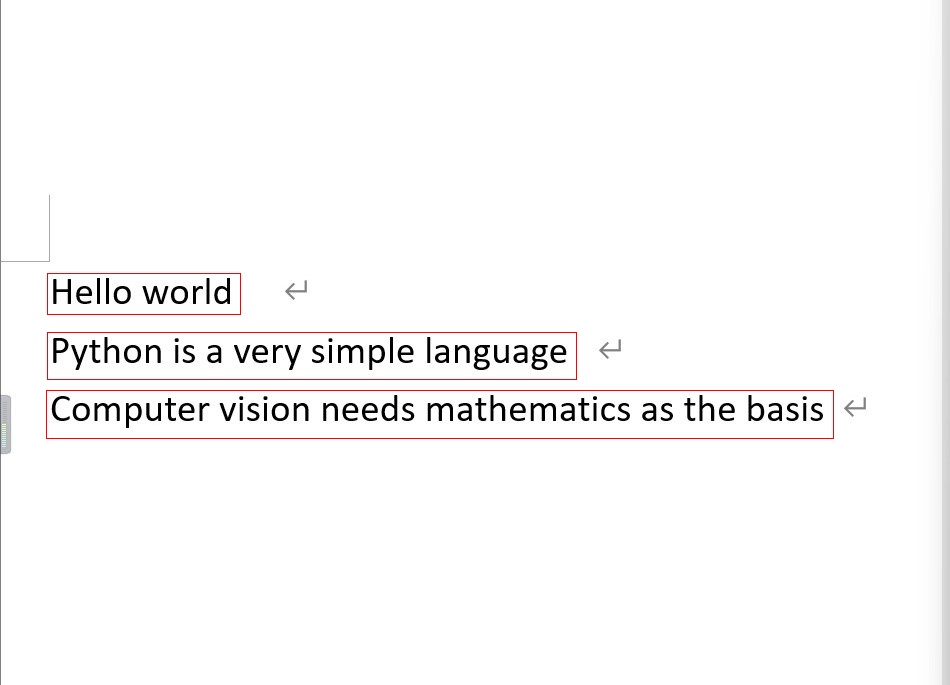 Hello world
Python is a very simple language
Computer vision needs mathematics as the basis